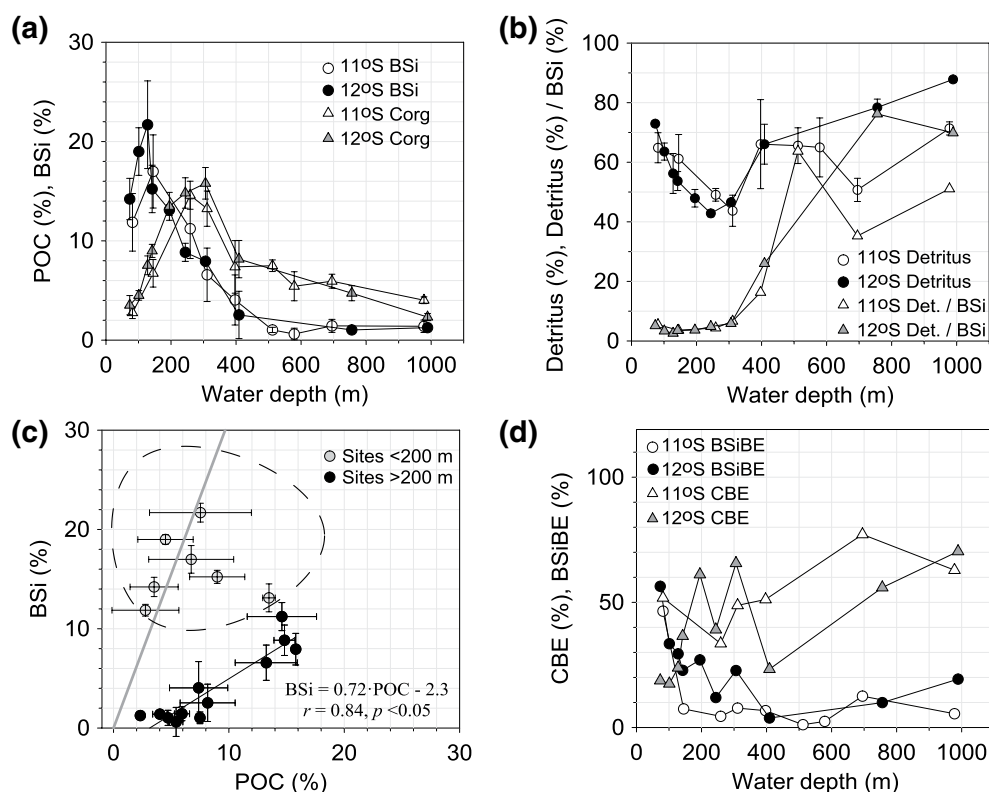 (a)
30
20
10
0
POC (%), BSi (%)
11ºS BSi
12ºS BSi
11ºS Corg
12ºS Corg
0 200 400 600 800 1000
Water depth (m)
(b)
100
80
60
40
20
0
Detritus (%), Detritus (%) / BSi (%)
11ºS Detritus
12ºS Detritus
11ºS Det. / BSi
12ºS Det. / BSi
0 200 400 600 800 1000
Water depth (m)
(c)
30
20
10
0
BSi (%)
Sites <200 m
Sites >200 m
BSi = 0.72·POC - 2.3
r = 0.84, p <0.05
0 10 20 30
POC (%)
(d)
100
50
0
CBE (%), BSiBE (%)
11ºS BSiBE
12ºS BSiBE
11ºS CBE
12ºS CBE
0 200 400 600 800 1000
Water depth (m)